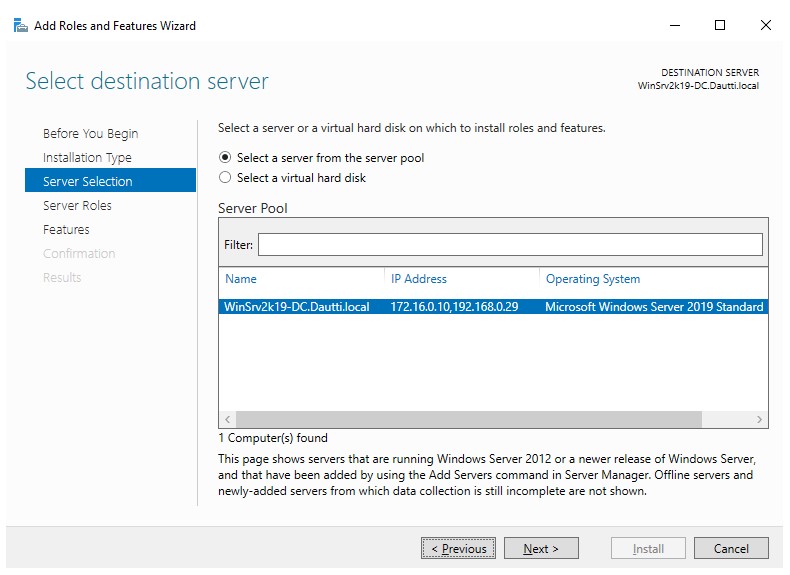 Add Roles and Features Wizard
Select destination server
DESTINATION SERVER
WinSrv2k19-DC.Dautti.local
Before You Begin
Installation Type
Server Selection
Server Roles
Features
Confirmation
Results
Select a server or a virtual hard disk on which to install roles and features.
Select a server from the server pool
Select a virtual hard disk
Server Pool
Filter:
Name IP Address Operating System
WinSrv2k19-DC.Dautti.local 172.16.0.10,192.168.0.29 Microsoft Windows Server 2019 Standard
1 Computer(s) found
This page shows servers that are running Windows Server 2012 or a newer release of Windows Server,
and that have been added by using the Add Servers command in Server Manager. Offline servers and
newly-added servers from which data collection is still incomplete are not shown.
< Previous Next > Install Cancel